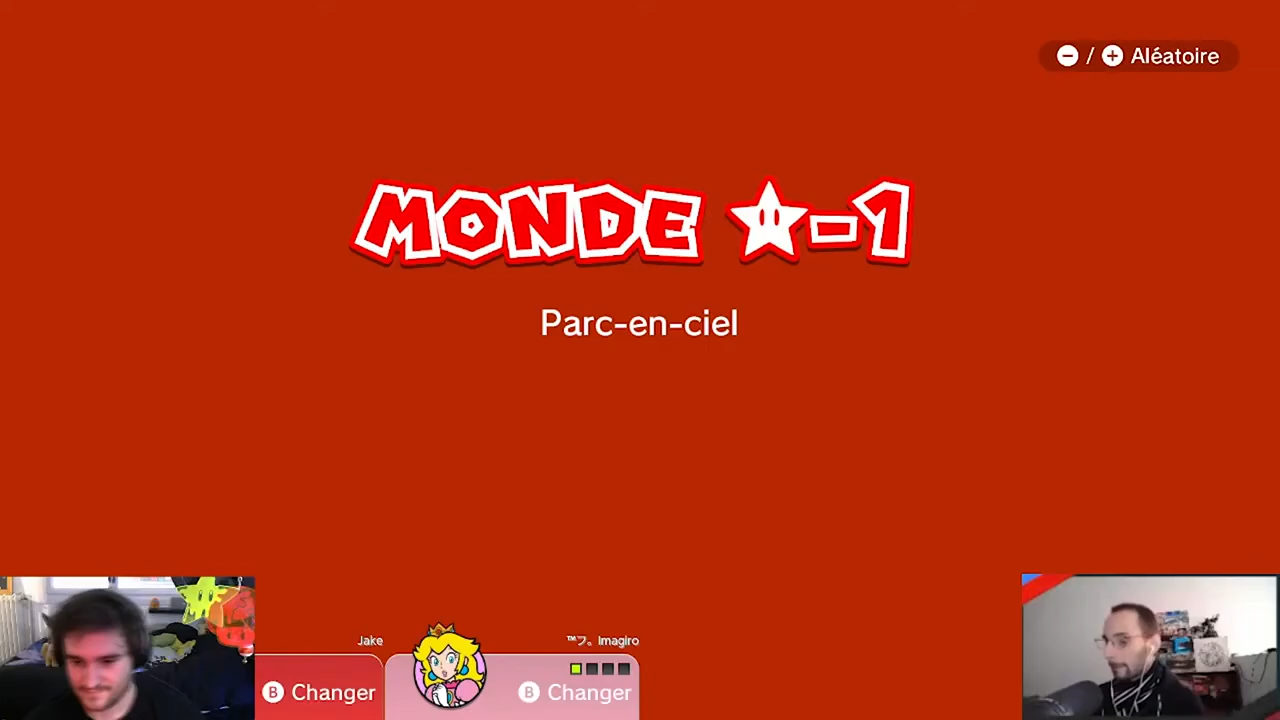 - / + Aléatoire
MONDE ★-1
Parc-en-ciel
Jake
™フ。Imagiro
B Changer
B Changer